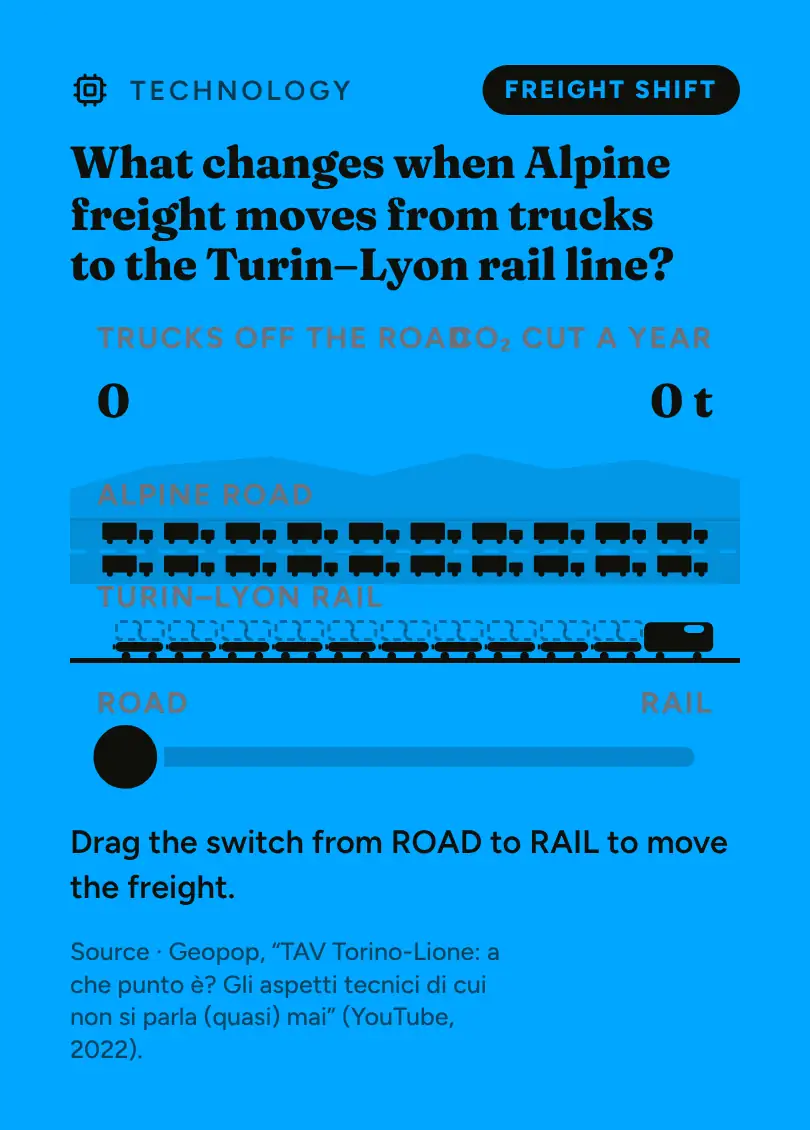 TECHNOLOGY
FREIGHT SHIFT
What changes when Alpine
freight moves from trucks
to the Turin–Lyon rail line?
TRUCKS OFF THE ROAD
CO₂ CUT A YEAR
0
0 t
ALPINE ROAD
TURIN–LYON RAIL
ROAD
RAIL
Drag the switch from ROAD to RAIL to move
the freight.
Source · Geopop, “TAV Torino-Lione: a
che punto è? Gli aspetti tecnici di cui
non si parla (quasi) mai” (YouTube,
2022).